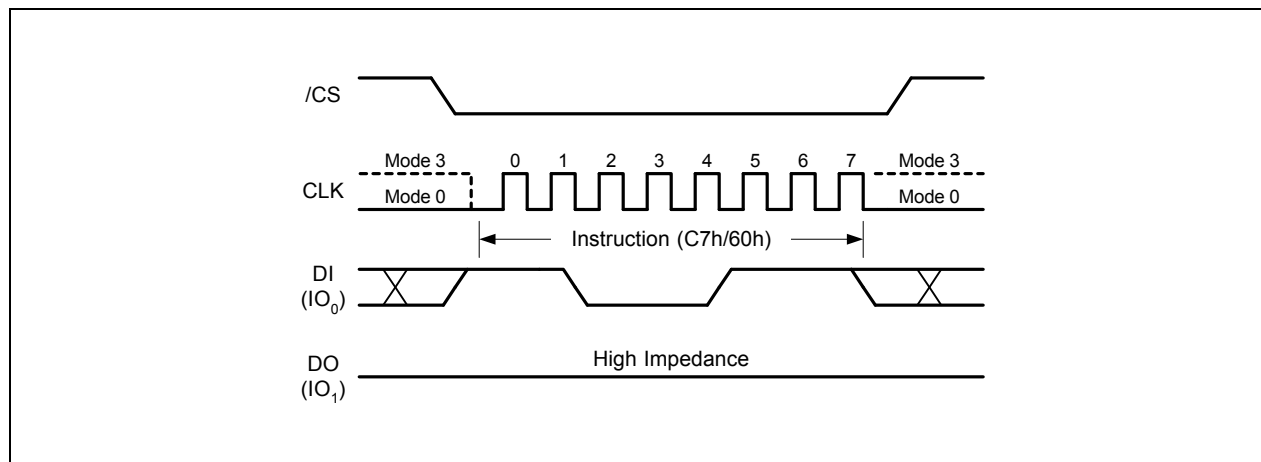 /CS
Mode 3 0 1 2 3 4 5 6 7 Mode 3
CLK
Mode 0 Mode 0
Instruction (C7h/60h)
DI
(IO₀)
High Impedance
DO
(IO₁)